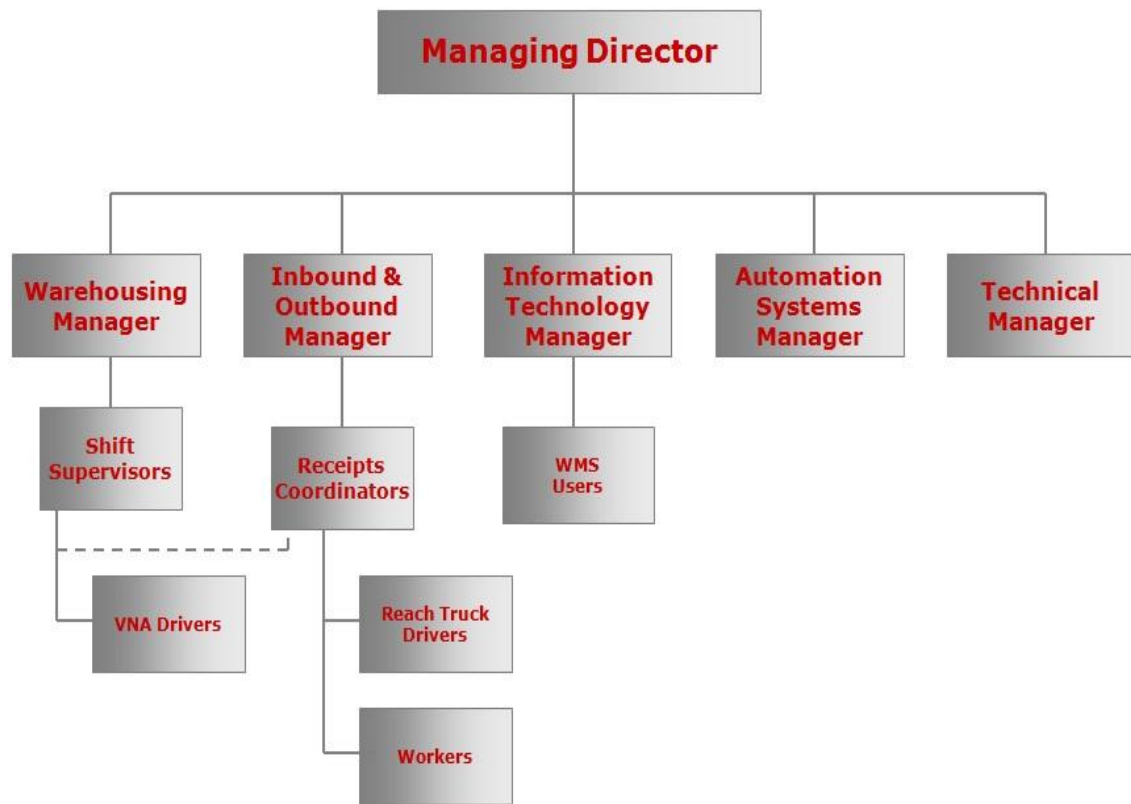 Managing Director
Warehousing
Manager
Inbound &
Outbound
Manager
Information
Technology
Manager
Automation
Systems
Manager
Technical
Manager
Shift
Supervisors
Receipts
Coordinators
WMS
Users
VNA Drivers
Reach Truck
Drivers
Workers